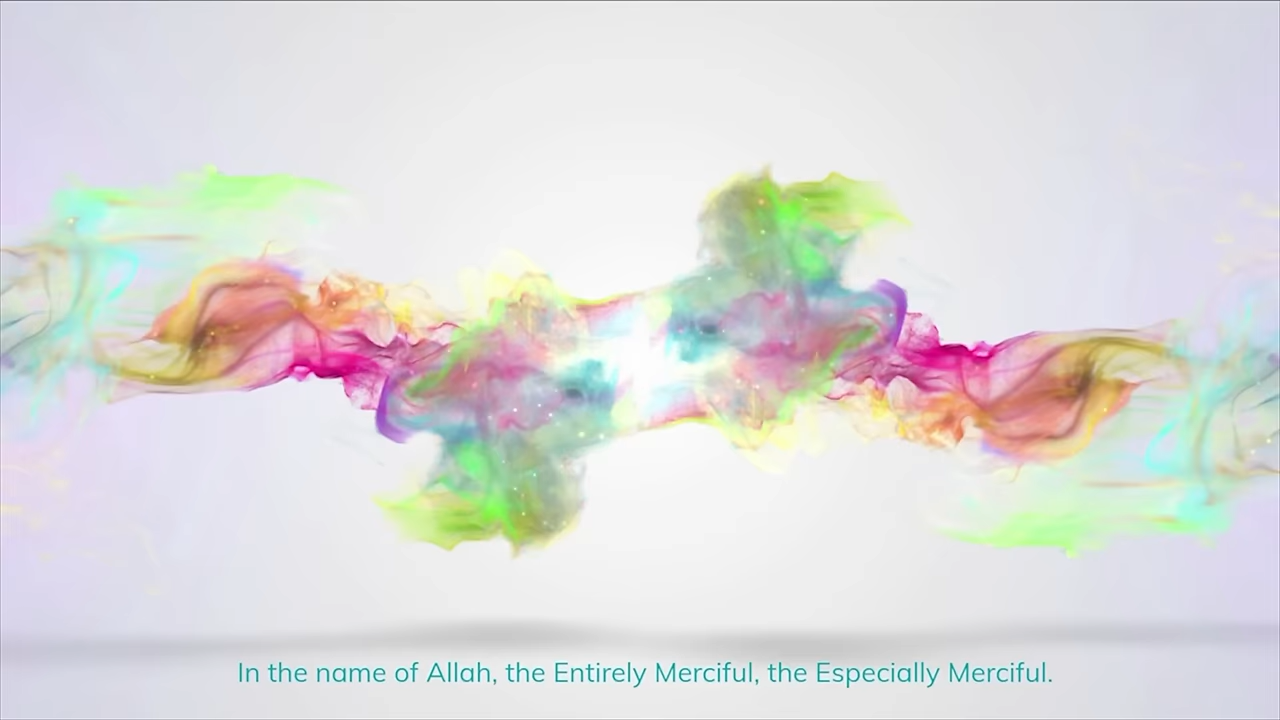 In the name of Allah, the Entirely Merciful, the Especially Merciful.